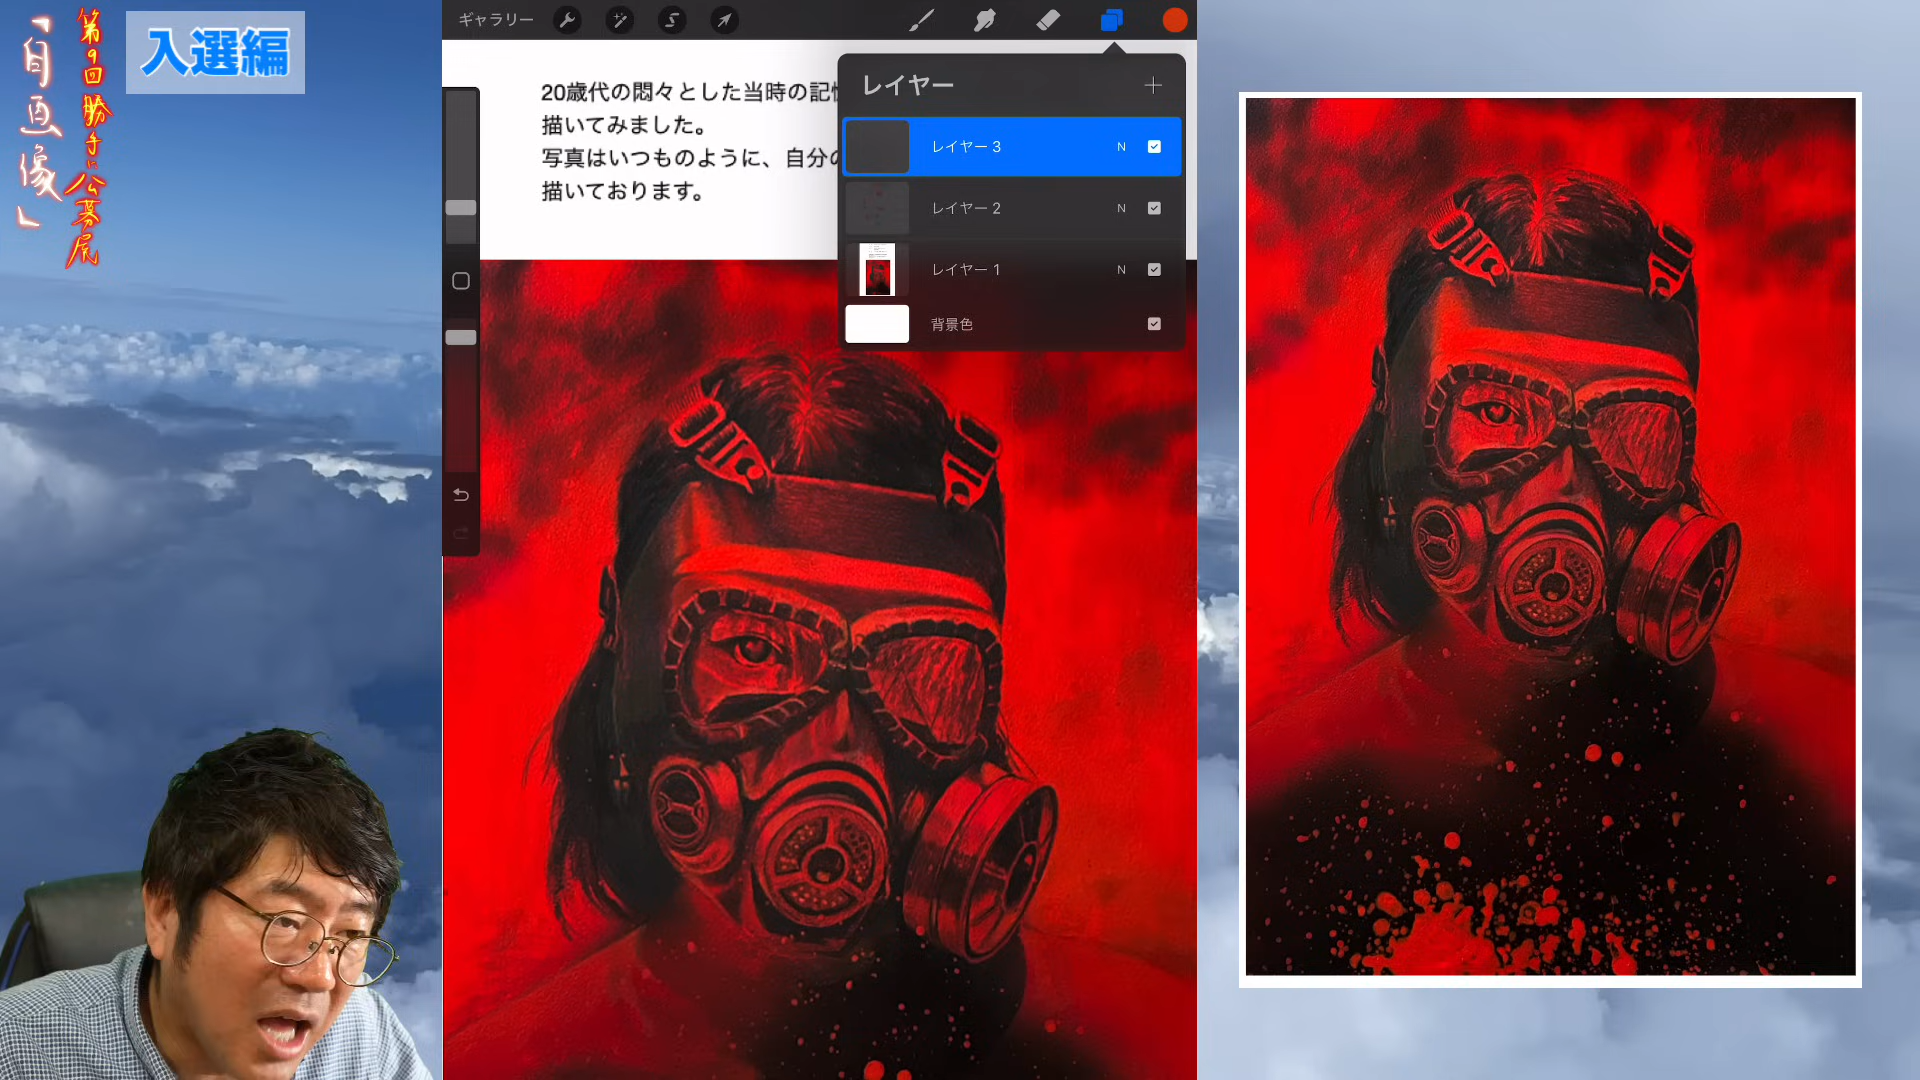 第9回 勝手に公募展
「自画像」
入選編
ギャラリー
20歳代の悶々とした当時の記憶
描いてみました。
写真はいつものように、自分の
描いております。
レイヤー
レイヤー 3 N
レイヤー 2 N
レイヤー 1 N
背景色